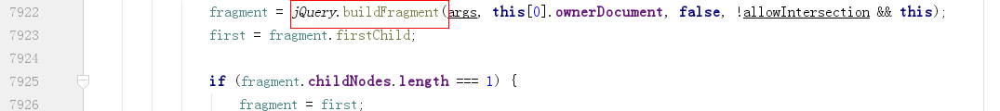 7922 fragment = jQuery.buildFragment(args, this[0].ownerDocument, false, !allowIntersection && this);
7923 first = fragment.firstChild;
7924
7925 if (fragment.childNodes.length === 1) {
7926 fragment = first;